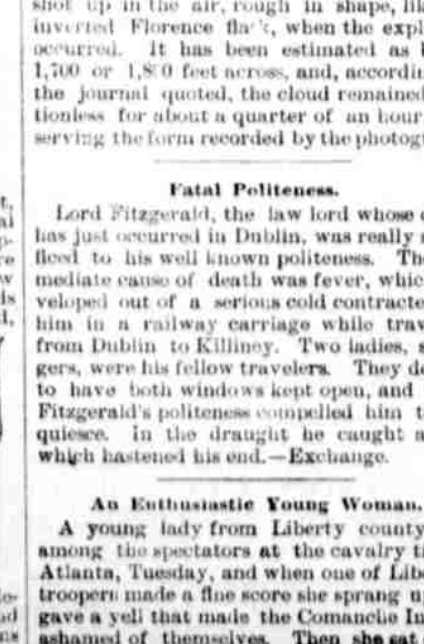 shot up in the air, rough in shape, lik
inverted Florence flask, when the expl
occurred. It has been estimated as b
1,700 or 1,800 feet across, and, accordin
the journal quoted, the cloud remained
tionless for about a quarter of an hour
serving the form recorded by the photogr
Fatal Politeness.
Lord Fitzgerald, the law lord whose d
has just occurred in Dublin, was really s
ficed to his well known politeness. The
mediate cause of death was fever, whic
veloped out of a serious cold contracte
him in a railway carriage while trav
from Dublin to Killiney. Two ladies, s
gers, were his fellow travelers. They de
to have both windows kept open, and
Fitzgerald's politeness compelled him t
quiesce. In the draught he caught a
which hastened his end.—Exchange.
An Enthusiastic Young Woman.
A young lady from Liberty county
among the spectators at the cavalry t
Atlanta, Tuesday, and when one of Libe
troopers made a fine score she sprang up
gave a yell that made the Comanche In
ashamed of themselves. Then she sat